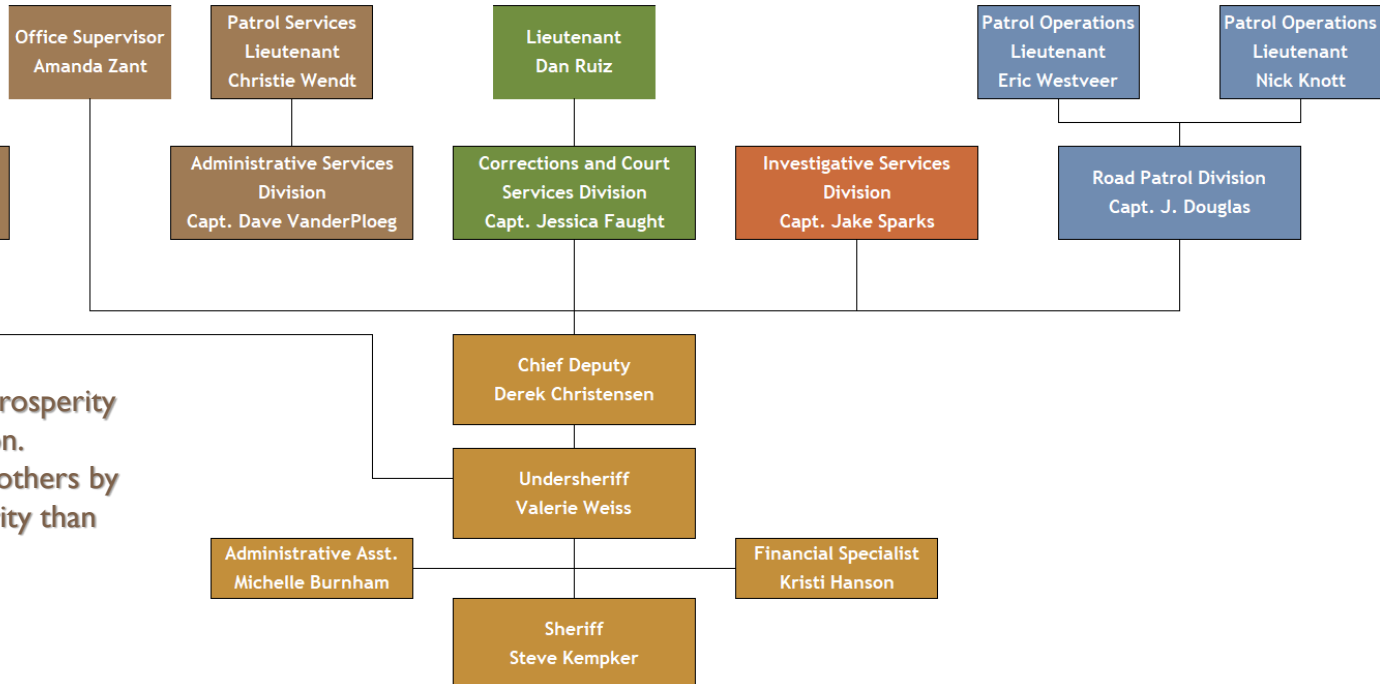 Office Supervisor
Amanda Zant
Patrol Services
Lieutenant
Christie Wendt
Lieutenant
Dan Ruiz
Patrol Operations
Lieutenant
Eric Westveer
Patrol Operations
Lieutenant
Nick Knott
Administrative Services
Division
Capt. Dave VanderPloeg
Corrections and Court
Services Division
Capt. Jessica Faught
Investigative Services
Division
Capt. Jake Sparks
Road Patrol Division
Capt. J. Douglas
Chief Deputy
Derek Christensen
rosperity
on.
others by
rity than
Undersheriff
Valerie Weiss
Administrative Asst.
Michelle Burnham
Financial Specialist
Kristi Hanson
Sheriff
Steve Kempker